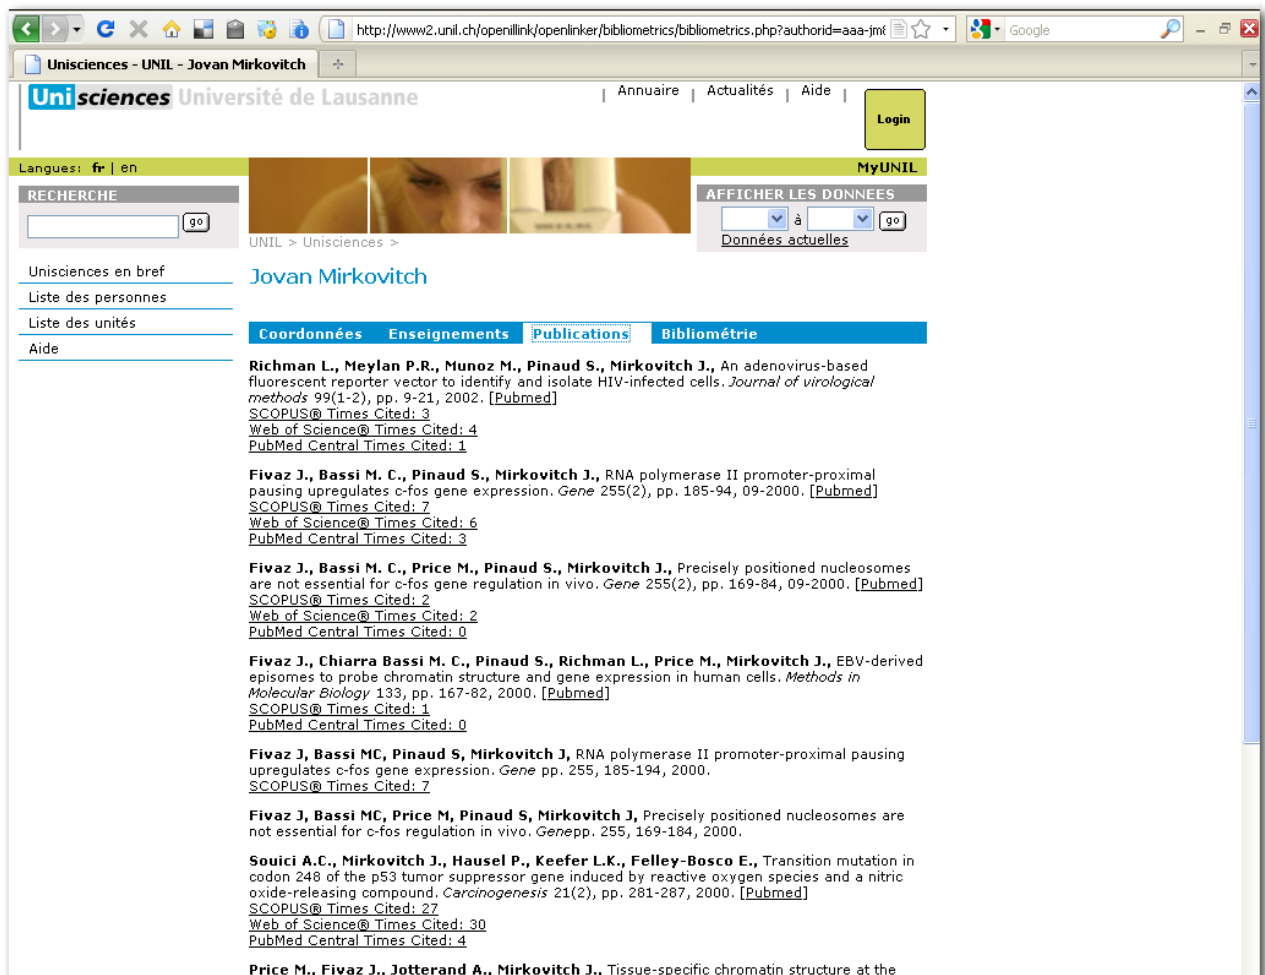 http://www2.unil.ch/openillink/openlinker/bibliometrics/bibliometrics.php?authorid=aaa-jm
Google
Unisciences - UNIL - Jovan Mirkovitch
Unisciences Université de Lausanne
| Annuaire | Actualités | Aide |
Login
Langues: fr | en
MyUNIL
RECHERCHE
go
AFFICHER LES DONNEES
à go
Données actuelles
UNIL > Unisciences >
Unisciences en bref
Liste des personnes
Liste des unités
Aide
Jovan Mirkovitch
Coordonnées Enseignements Publications Bibliométrie
Richman L., Meylan P.R., Munoz M., Pinaud S., Mirkovitch J., An adenovirus-based
fluorescent reporter vector to identify and isolate HIV-infected cells. Journal of virological
methods 99(1-2), pp. 9-21, 2002. [Pubmed]
SCOPUS® Times Cited: 3
Web of Science® Times Cited: 4
PubMed Central Times Cited: 1
Fivaz J., Bassi M. C., Pinaud S., Mirkovitch J., RNA polymerase II promoter-proximal
pausing upregulates c-fos gene expression. Gene 255(2), pp. 185-94, 09-2000. [Pubmed]
SCOPUS® Times Cited: 7
Web of Science® Times Cited: 6
PubMed Central Times Cited: 3
Fivaz J., Bassi M. C., Price M., Pinaud S., Mirkovitch J., Precisely positioned nucleosomes
are not essential for c-fos gene regulation in vivo. Gene 255(2), pp. 169-84, 09-2000. [Pubmed]
SCOPUS® Times Cited: 2
Web of Science® Times Cited: 2
PubMed Central Times Cited: 0
Fivaz J., Chiarra Bassi M. C., Pinaud S., Richman L., Price M., Mirkovitch J., EBV-derived
episomes to probe chromatin structure and gene expression in human cells. Methods in
Molecular Biology 133, pp. 167-82, 2000. [Pubmed]
SCOPUS® Times Cited: 1
PubMed Central Times Cited: 0
Fivaz J, Bassi MC, Pinaud S, Mirkovitch J, RNA polymerase II promoter-proximal pausing
upregulates c-fos gene expression. Gene pp. 255, 185-194, 2000.
SCOPUS® Times Cited: 7
Fivaz J, Bassi MC, Price M, Pinaud S, Mirkovitch J, Precisely positioned nucleosomes are
not essential for c-fos regulation in vivo. Genepp. 255, 169-184, 2000.
Souici A.C., Mirkovitch J., Hausel P., Keefer L.K., Felley-Bosco E., Transition mutation in
codon 248 of the p53 tumor suppressor gene induced by reactive oxygen species and a nitric
oxide-releasing compound. Carcinogenesis 21(2), pp. 281-287, 2000. [Pubmed]
SCOPUS® Times Cited: 27
Web of Science® Times Cited: 30
PubMed Central Times Cited: 4
Price M., Fivaz J., Jotterand A., Mirkovitch J., Tissue-specific chromatin structure at the